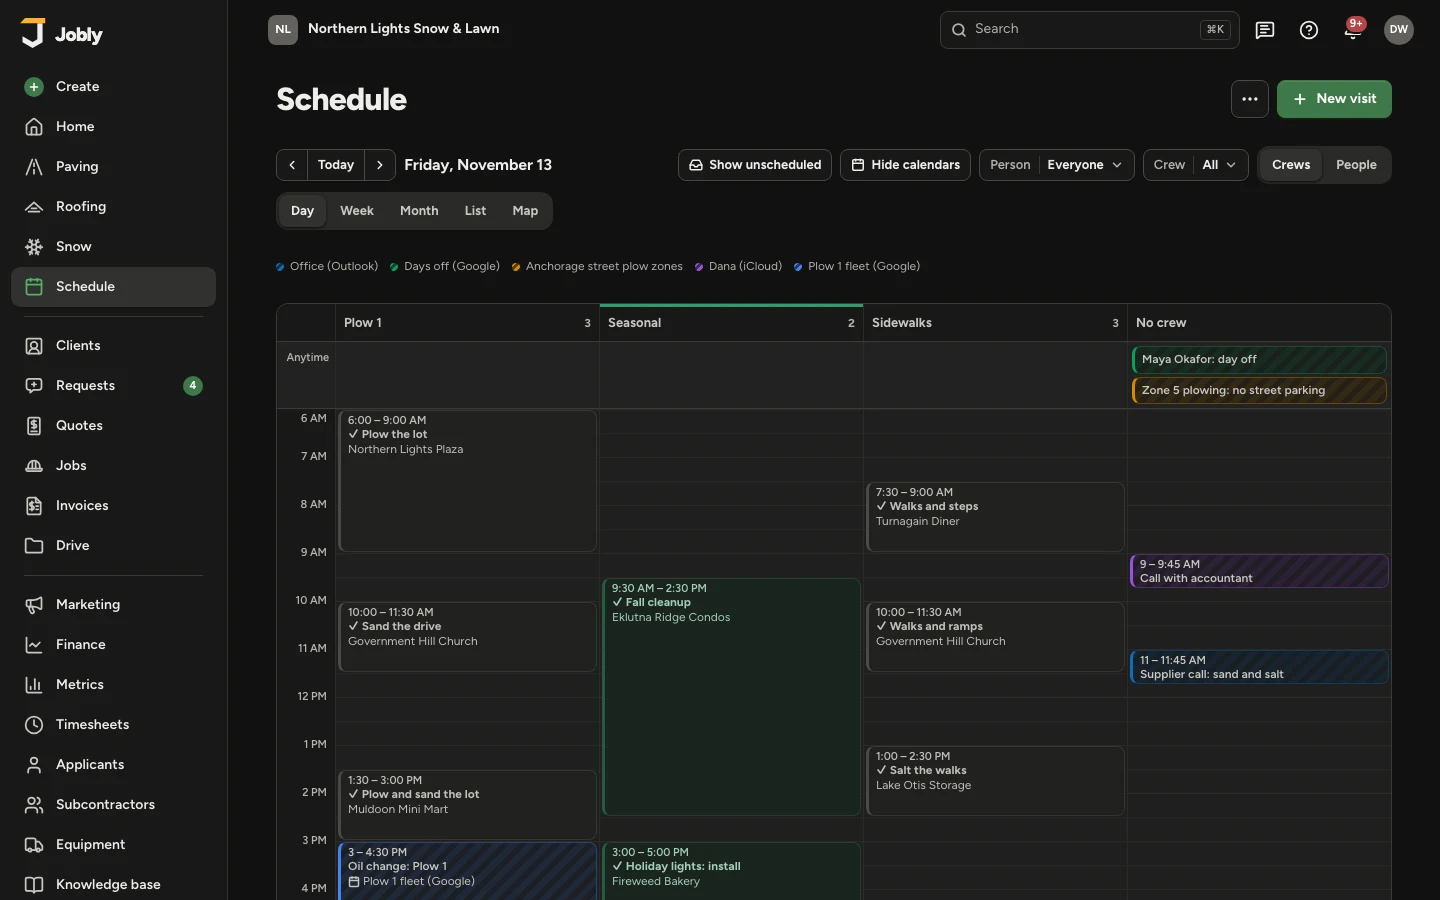 Jobly
NL
Northern Lights Snow & Lawn
Search
⌘K
9+
DW
Create
Home
Paving
Roofing
Snow
Schedule
Clients
Requests
4
Quotes
Jobs
Invoices
Drive
Marketing
Finance
Metrics
Timesheets
Applicants
Subcontractors
Equipment
Knowledge base
Schedule
New visit
Today
Friday, November 13
Show unscheduled
Hide calendars
Person
Everyone
Crew
All
Crews
People
Day
Week
Month
List
Map
Office (Outlook)
Days off (Google)
Anchorage street plow zones
Dana (iCloud)
Plow 1 fleet (Google)
Plow 1
3
Seasonal
2
Sidewalks
3
No crew
Anytime
Maya Okafor: day off
Zone 5 plowing: no street parking
6 AM
7 AM
8 AM
9 AM
10 AM
11 AM
12 PM
1 PM
2 PM
3 PM
4 PM
6:00 – 9:00 AM
✓ Plow the lot
Northern Lights Plaza
10:00 – 11:30 AM
✓ Sand the drive
Government Hill Church
1:30 – 3:00 PM
✓ Plow and sand the lot
Muldoon Mini Mart
3 – 4:30 PM
Oil change: Plow 1
Plow 1 fleet (Google)
9:30 AM – 2:30 PM
✓ Fall cleanup
Eklutna Ridge Condos
3:00 – 5:00 PM
✓ Holiday lights: install
Fireweed Bakery
7:30 – 9:00 AM
✓ Walks and steps
Turnagain Diner
10:00 – 11:30 AM
✓ Walks and ramps
Government Hill Church
1:00 – 2:30 PM
✓ Salt the walks
Lake Otis Storage
9 – 9:45 AM
Call with accountant
11 – 11:45 AM
Supplier call: sand and salt